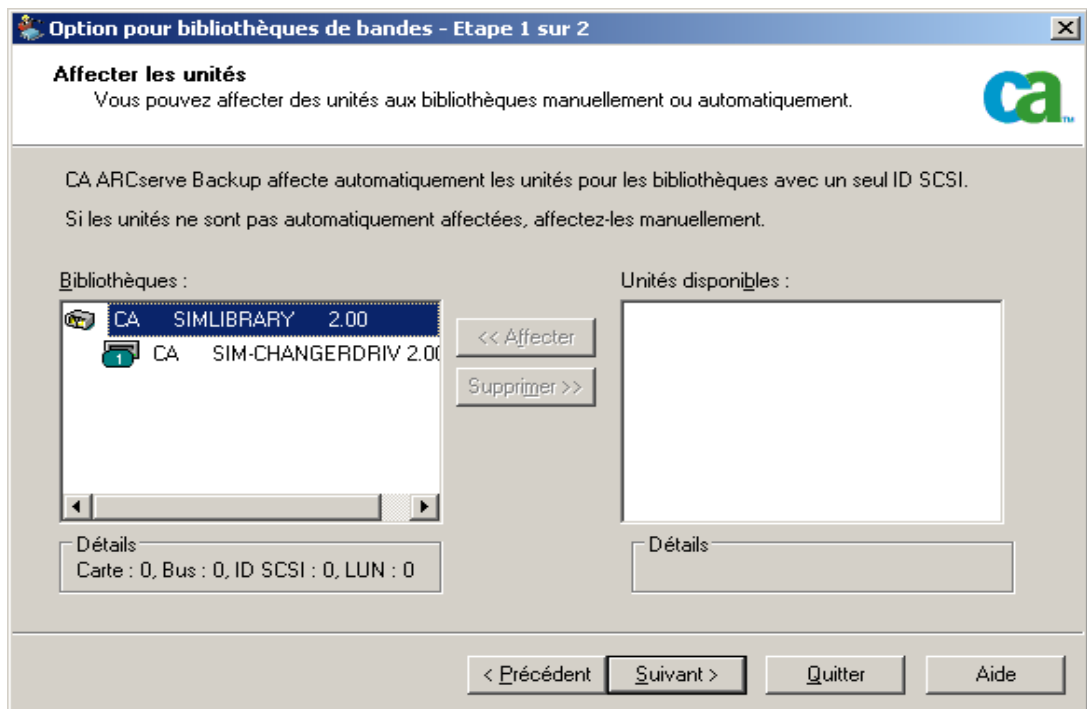 Option pour bibliothèques de bandes - Etape 1 sur 2
Affecter les unités
Vous pouvez affecter des unités aux bibliothèques manuellement ou automatiquement.
ca
TM
CA ARCserve Backup affecte automatiquement les unités pour les bibliothèques avec un seul ID SCSI.
Si les unités ne sont pas automatiquement affectées, affectez-les manuellement.
Bibliothèques :
Unités disponibles :
CA SIMLIBRARY 2.00
1 CA SIM-CHANGERDRIV 2.00
<< Affecter
Supprimer >>
Détails
Carte : 0, Bus : 0, ID SCSI : 0, LUN : 0
Détails
< Précédent
Suivant >
Quitter
Aide